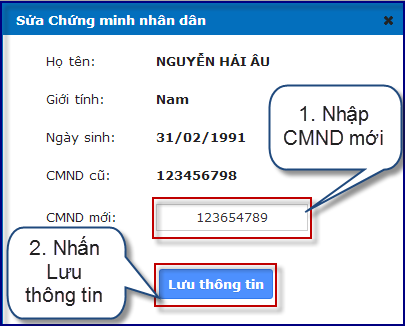 Sửa Chứng minh nhân dân
Họ tên: NGUYỄN HẢI ÂU
Giới tính: Nam
Ngày sinh: 31/02/1991
CMND cũ: 123456798
CMND mới: 123654789
1. Nhập
CMND mới
2. Nhấn
Lưu
thông tin
Lưu thông tin